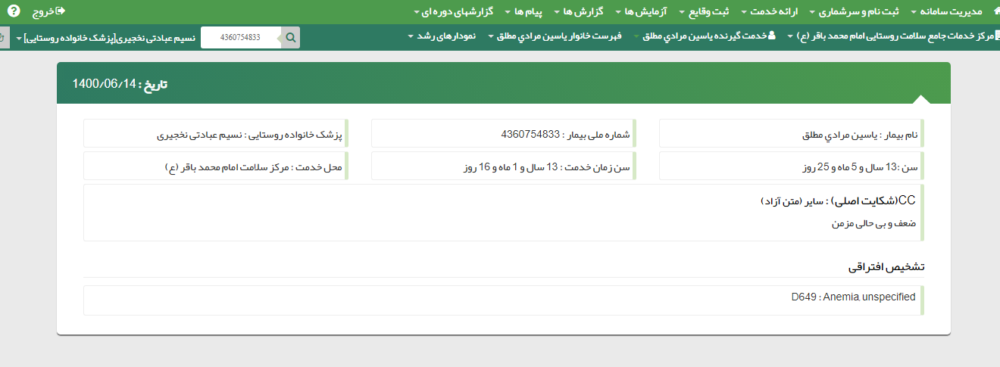 مدیریت سامانه ثبت نام و سرشماری ارائه خدمت ثبت وقایع آزمایش ها گزارش ها پیام ها گزارشهای دوره ای خروج
مرکز خدمات جامع سلامت روستایی امام محمد باقر (ع) خدمت گیرنده یاسین مرادي مطلق فهرست خانوار یاسین مرادي مطلق نمودارهای رشد 4360754833 نسیم عبادتی نخجیری[پزشک خانواده روستایی]
تاریخ : 1400/06/14
نام بیمار : یاسین مرادي مطلق شماره ملی بیمار : 4360754833 پزشک خانواده روستایی : نسیم عبادتی نخجیری
سن :13 سال و 5 ماه و 25 روز سن زمان خدمت : 13 سال و 1 ماه و 16 روز محل خدمت : مرکز سلامت امام محمد باقر (ع)
CC(شکایت اصلی) : سایر (متن آزاد)
ضعف و بی حالی مزمن
تشخیص افتراقی
D649 : Anemia, unspecified